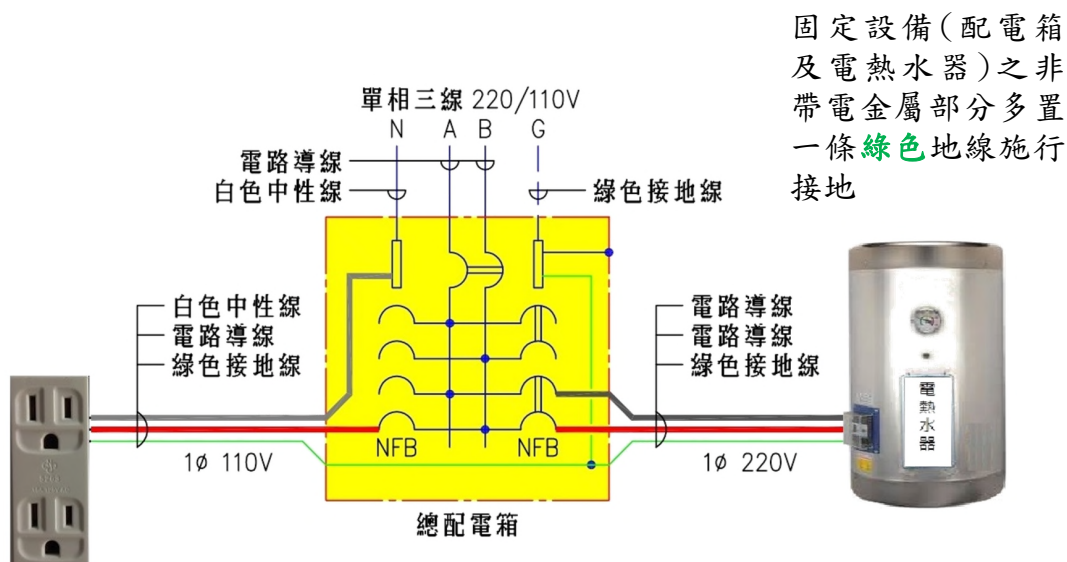 固定設備(配電箱
及電熱水器)之非
帶電金屬部分多置
一條綠色地線施行
接地
單相三線 220/110V
N A B G
電路導線
白色中性線
綠色接地線
白色中性線
電路導線
綠色接地線
電路導線
電路導線
綠色接地線
電熱水器
NFB
NFB
1ø 110V
1ø 220V
總配電箱